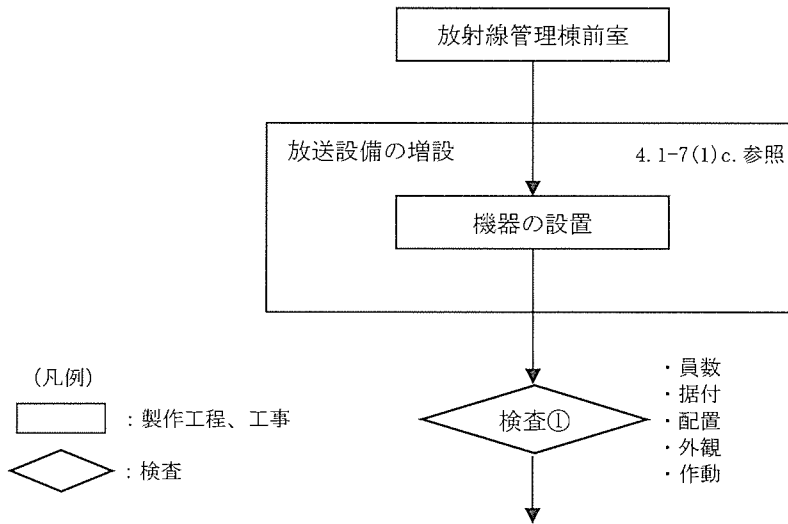 放射線管理棟前室
放送設備の増設
4.1-7(1)c.参照
機器の設置
検査①
・員数
・据付
・配置
・外観
・作動
(凡例)
：製作工程、工事
：検査